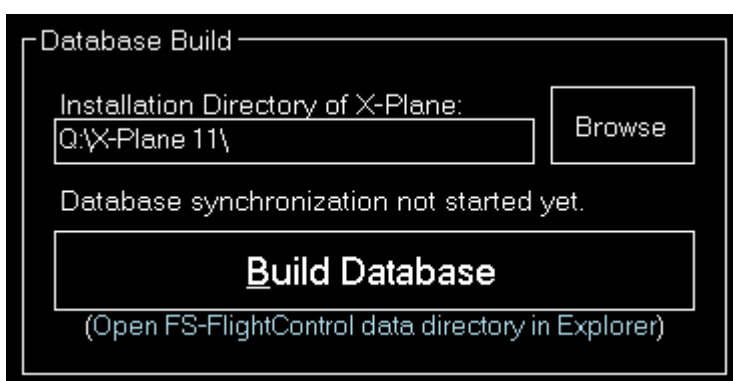 Database Build
Installation Directory of X-Plane:
Q:\X-Plane 11\
Browse
Database synchronization not started yet.
Build Database
(Open FS-FlightControl data directory in Explorer)